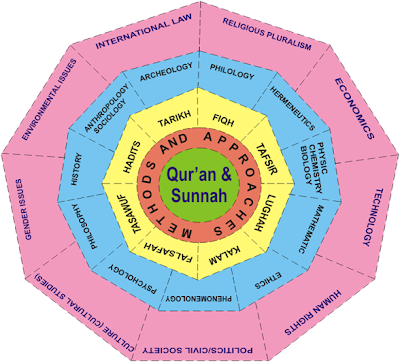 Qur'an &
Sunnah
METHODS AND APPROACHES
TARIKH
FIQH
TAFSIR
LUGHAH
KALAM
FALSAFAH
TASAWUF
HADITS
ARCHEOLOGY
PHILOLOGY
HERMENEUTICS
PHYSIC
CHEMISTRY
BIOLOGY
MATHEMATIC
ETHICS
PHENOMENOLOGY
PSYCHOLOGY
PHILOSOPHY
HISTORY
ANTHROPOLOGY
SOCIOLOGY
INTERNATIONAL LAW
RELIGIOUS PLURALISM
ECONOMICS
TECHNOLOGY
HUMAN RIGHTS
POLITICS/CIVIL SOCIETY
CULTURE (CULTURAL STUDIES)
GENDER ISSUES
ENVIRONMENTAL ISSUES